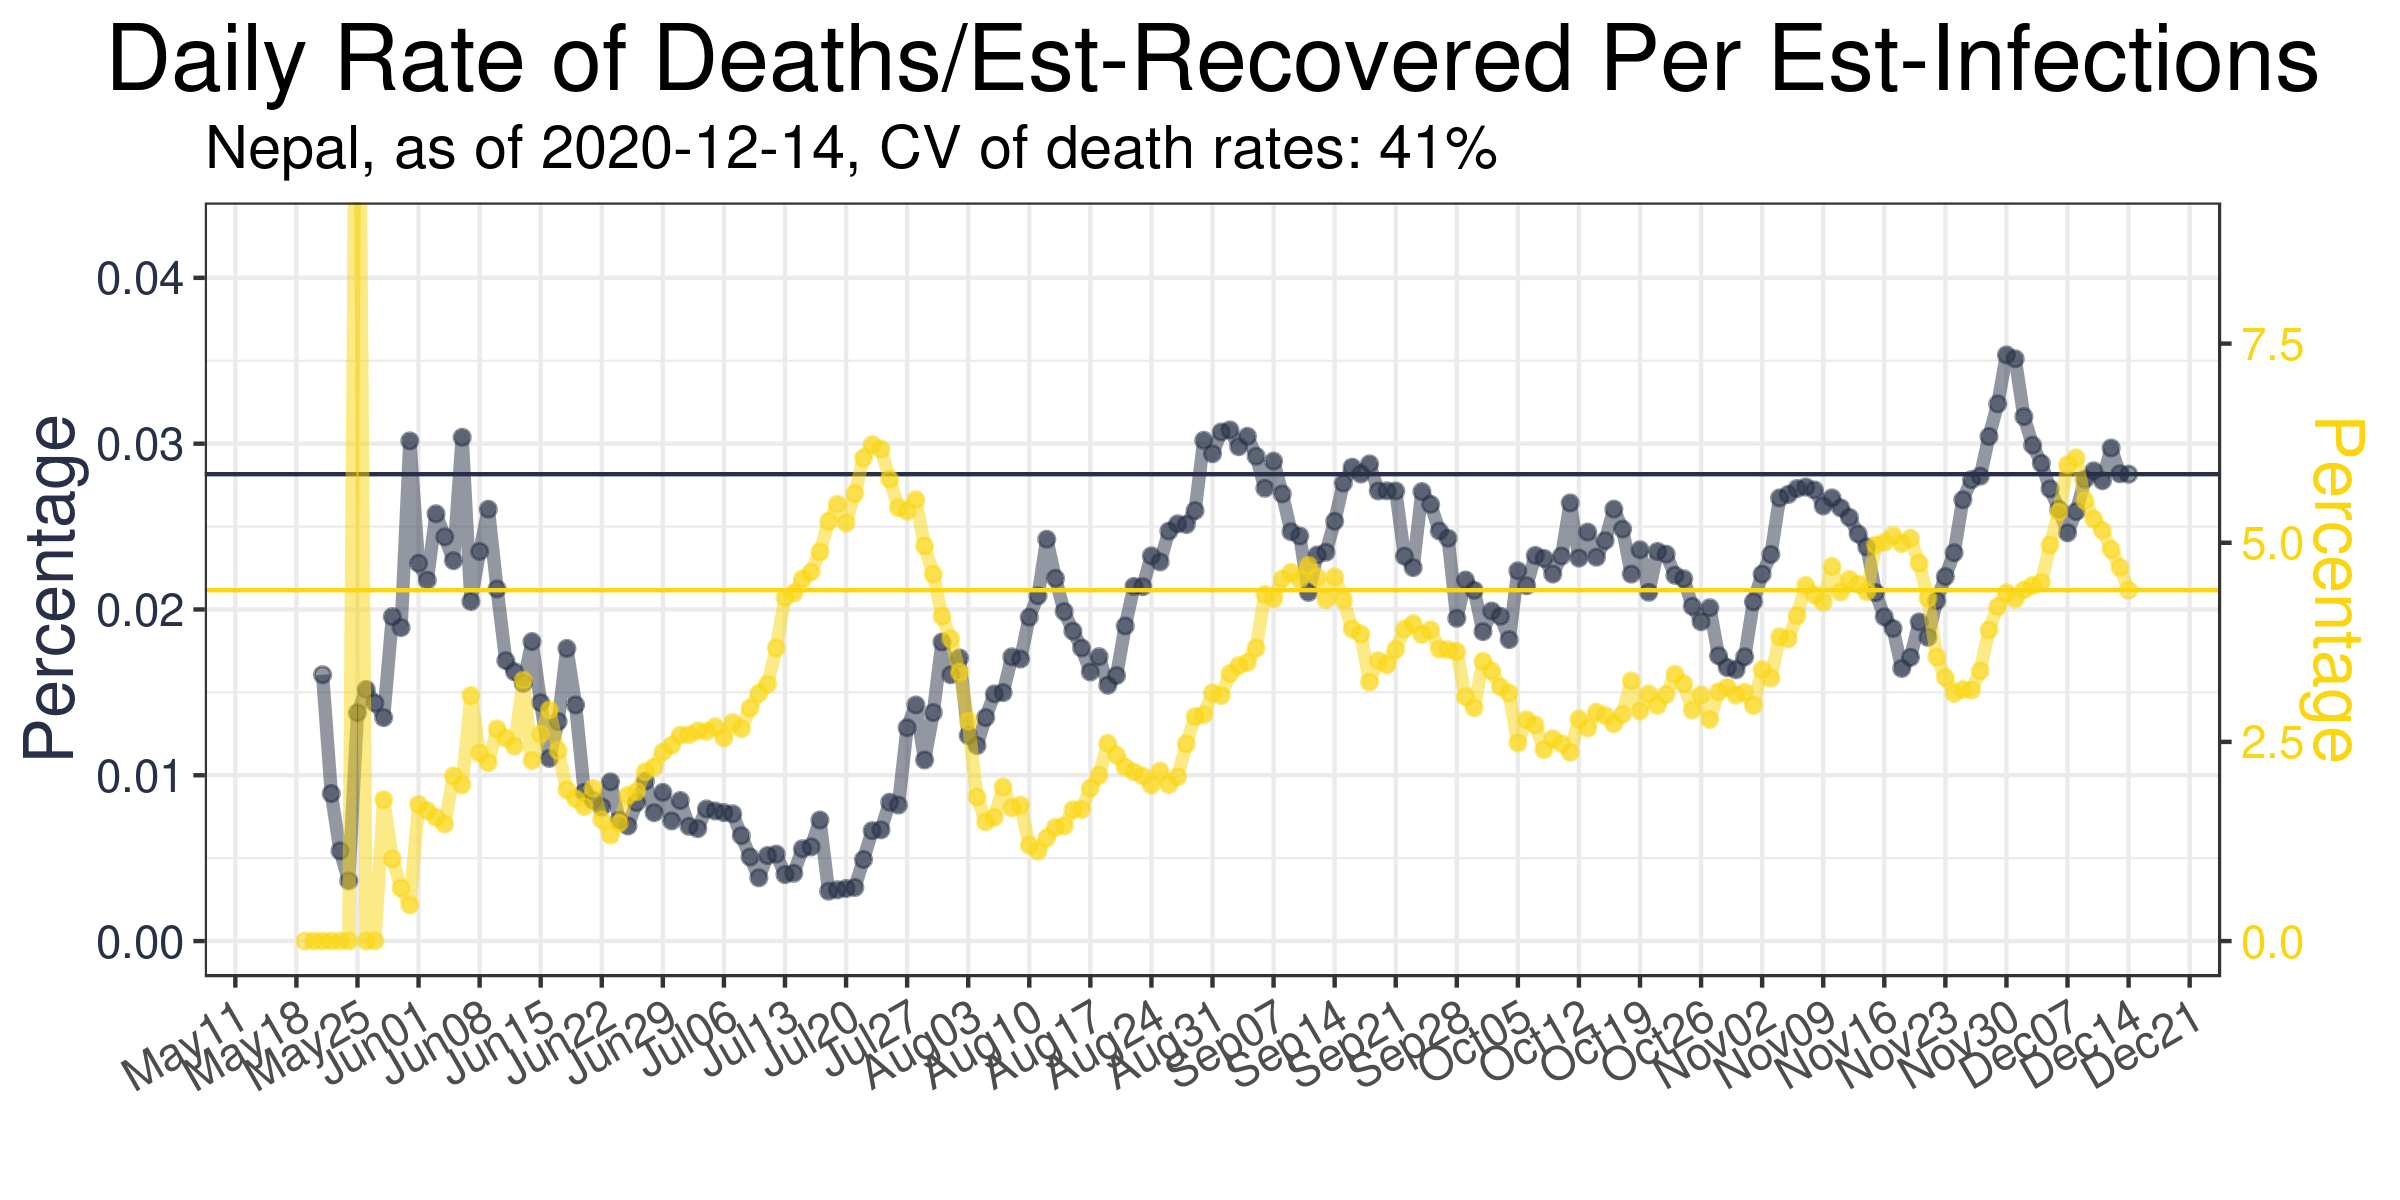 Daily Rate of Deaths/Est-Recovered Per Est-Infections
Nepal, as of 2020-12-14, CV of death rates: 41%
Percentage
0.04
0.03
0.02
0.01
0.00
7.5
5.0
2.5
0.0
Percentage
May11
May18
May25
Jun01
Jun08
Jun15
Jun22
Jun29
Jul06
Jul13
Jul20
Jul27
Aug03
Aug10
Aug17
Aug24
Aug31
Sep07
Sep14
Sep21
Sep28
Oct05
Oct12
Oct19
Oct26
Nov02
Nov09
Nov16
Nov23
Nov30
Dec07
Dec14
Dec21